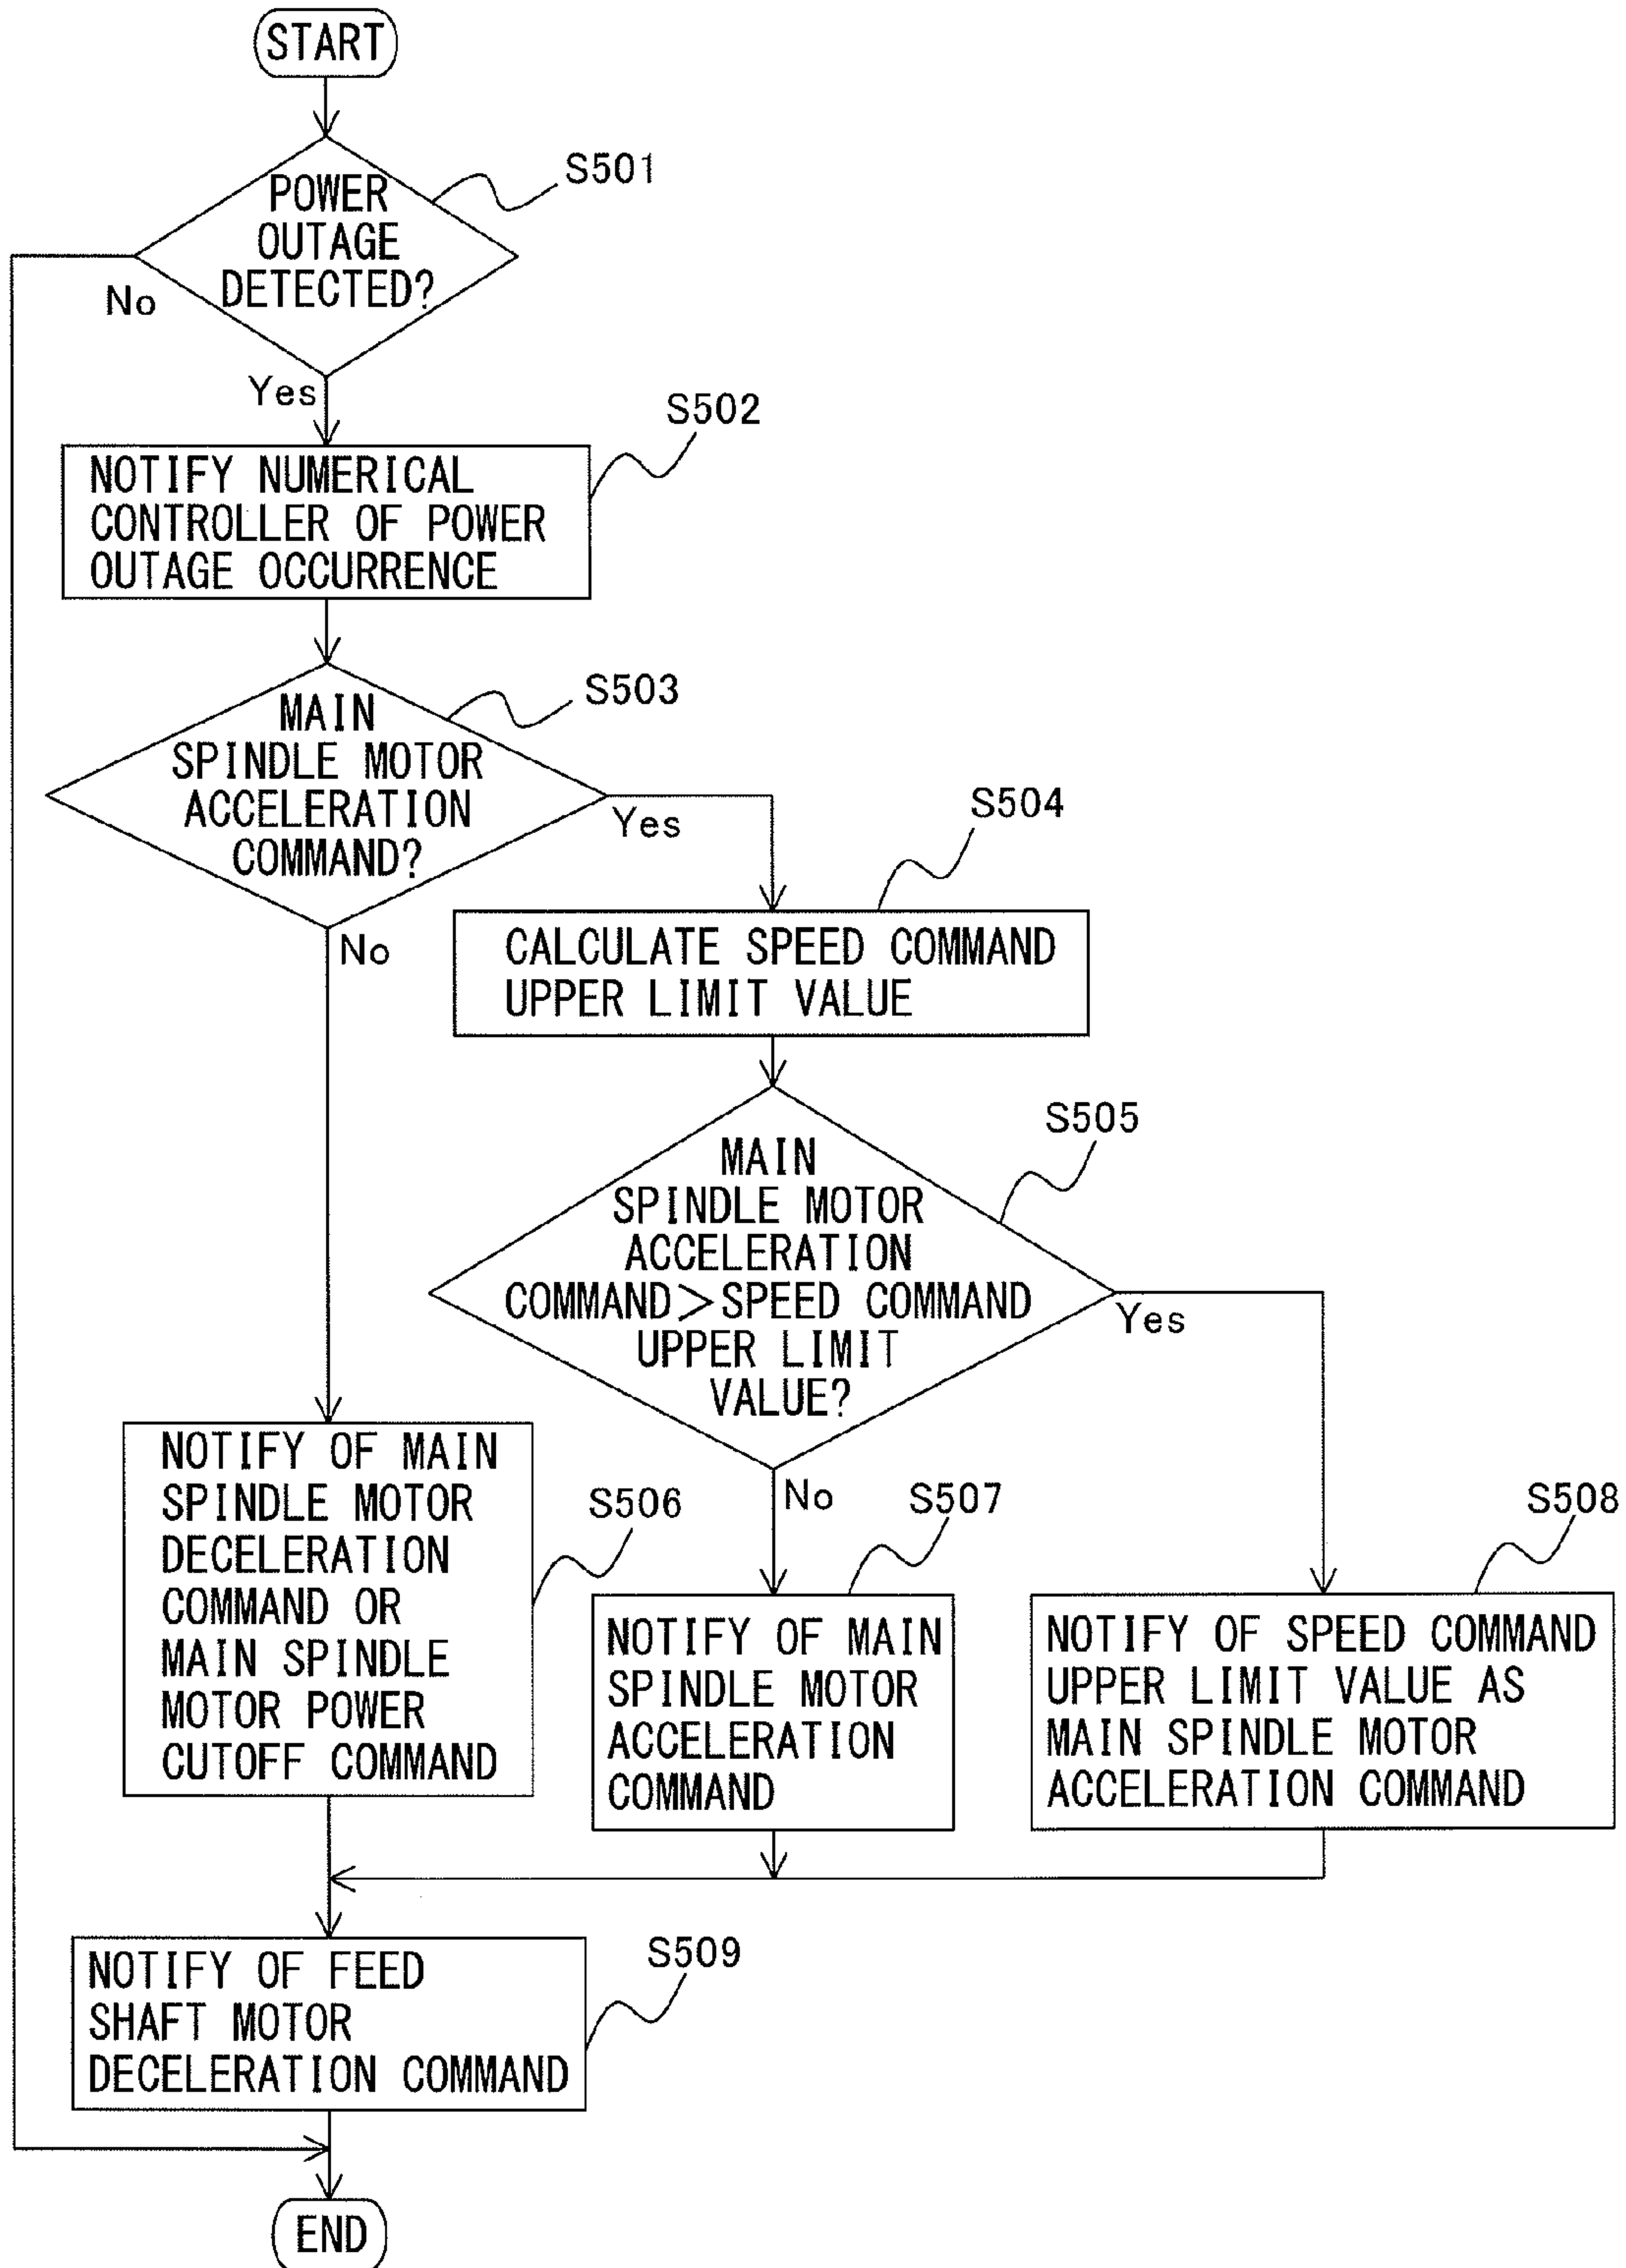 START
S501
POWER
OUTAGE
DETECTED?
No
Yes
S502
NOTIFY NUMERICAL
CONTROLLER OF POWER
OUTAGE OCCURRENCE
S503
MAIN
SPINDLE MOTOR
ACCELERATION
COMMAND?
Yes
No
S504
CALCULATE SPEED COMMAND
UPPER LIMIT VALUE
S505
MAIN
SPINDLE MOTOR
ACCELERATION
COMMAND>SPEED COMMAND
UPPER LIMIT
VALUE?
Yes
No
S506
NOTIFY OF MAIN
SPINDLE MOTOR
DECELERATION
COMMAND OR
MAIN SPINDLE
MOTOR POWER
CUTOFF COMMAND
S507
NOTIFY OF MAIN
SPINDLE MOTOR
ACCELERATION
COMMAND
S508
NOTIFY OF SPEED COMMAND
UPPER LIMIT VALUE AS
MAIN SPINDLE MOTOR
ACCELERATION COMMAND
S509
NOTIFY OF FEED
SHAFT MOTOR
DECELERATION COMMAND
END